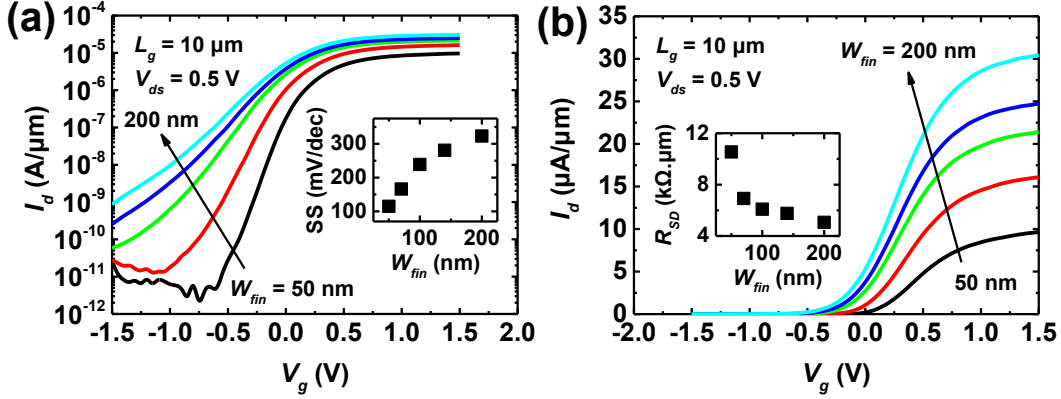 (a)
L_g = 10 µm
V_ds = 0.5 V
200 nm
W_fin = 50 nm
10⁻⁴
10⁻⁵
10⁻⁶
10⁻⁷
10⁻⁸
10⁻⁹
10⁻¹⁰
10⁻¹¹
10⁻¹²
I_d (A/µm)
-1.5 -1.0 -0.5 0.0 0.5 1.0 1.5 2.0
V_g (V)
SS (mV/dec)
300
200
100
100 200
W_fin (nm)
(b)
L_g = 10 µm
V_ds = 0.5 V
W_fin = 200 nm
50 nm
35
30
25
20
15
10
5
0
I_d (µA/µm)
-2.0 -1.5 -1.0 -0.5 0.0 0.5 1.0 1.5
V_g (V)
R_SD (kΩ.µm)
12
10
8
6
4
100 200
W_fin (nm)